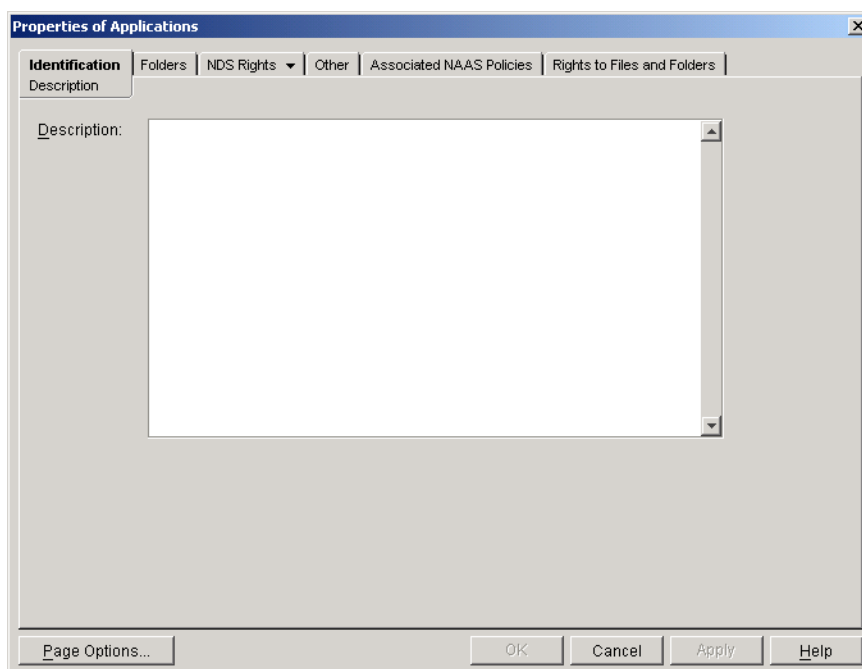 Properties of Applications
Identification Folders NDS Rights Other Associated NAAS Policies Rights to Files and Folders
Description
Description:
Page Options... OK Cancel Apply Help